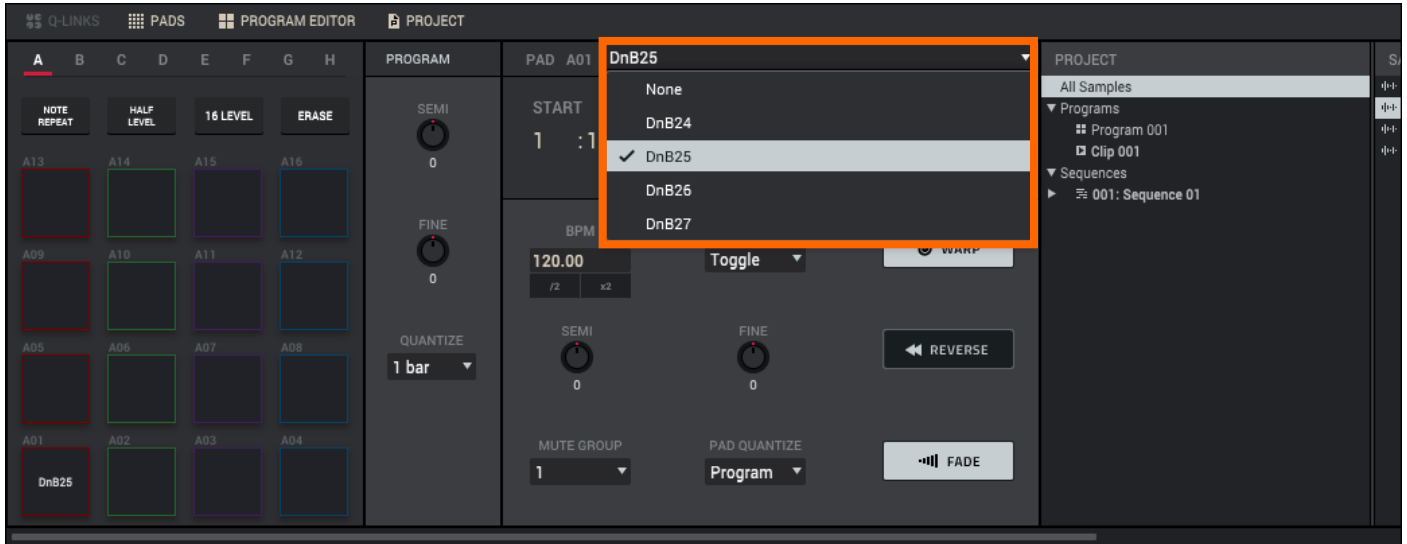 Q-LINKS PADS PROGRAM EDITOR PROJECT
A B C D E F G H
NOTE REPEAT
HALF LEVEL
16 LEVEL
ERASE
A13 A14 A15 A16
A09 A10 A11 A12
A05 A06 A07 A08
A01 A02 A03 A04
DnB25
PROGRAM
SEMI
0
FINE
0
QUANTIZE
1 bar
PAD A01 DnB25
None
DnB24
DnB25
DnB26
DnB27
START
1 :1
BPM
120.00
/2 x2
Toggle
WARP
SEMI
0
FINE
0
REVERSE
MUTE GROUP
1
PAD QUANTIZE
Program
FADE
PROJECT
All Samples
Programs
Program 001
Clip 001
Sequences
001: Sequence 01